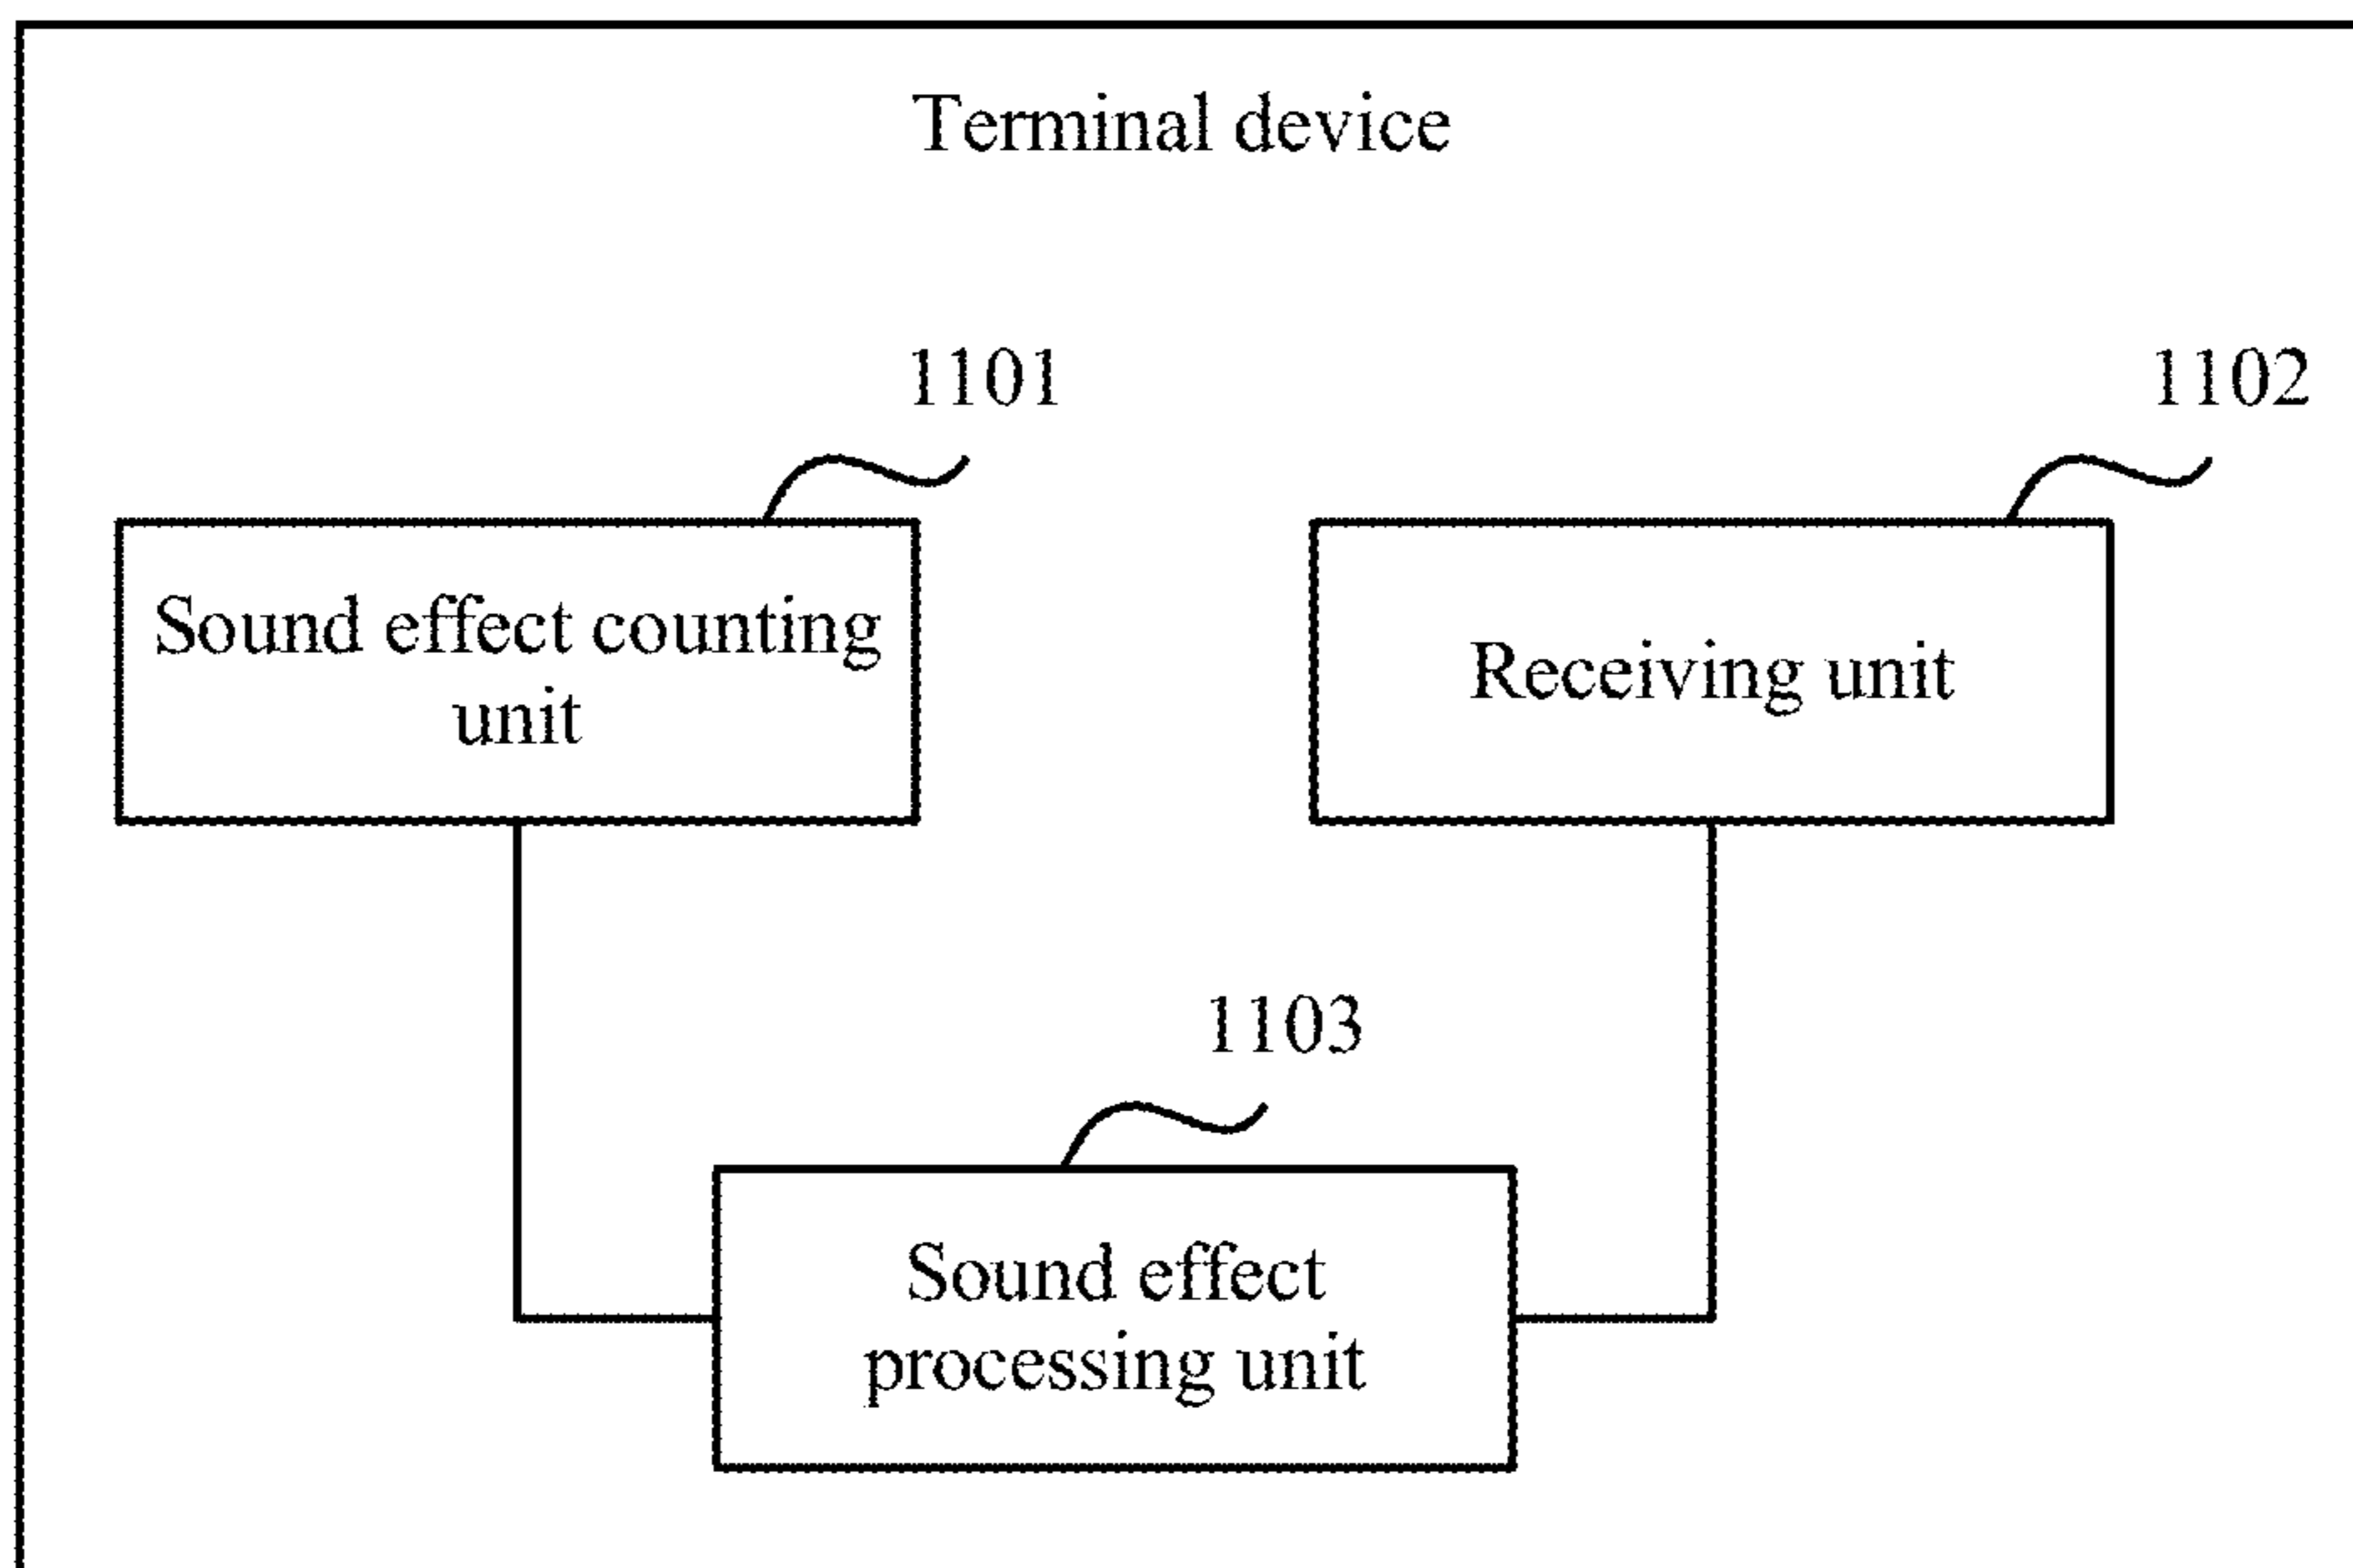 Terminal device
1101
1102
Sound effect counting
unit
Receiving unit
1103
Sound effect
processing unit